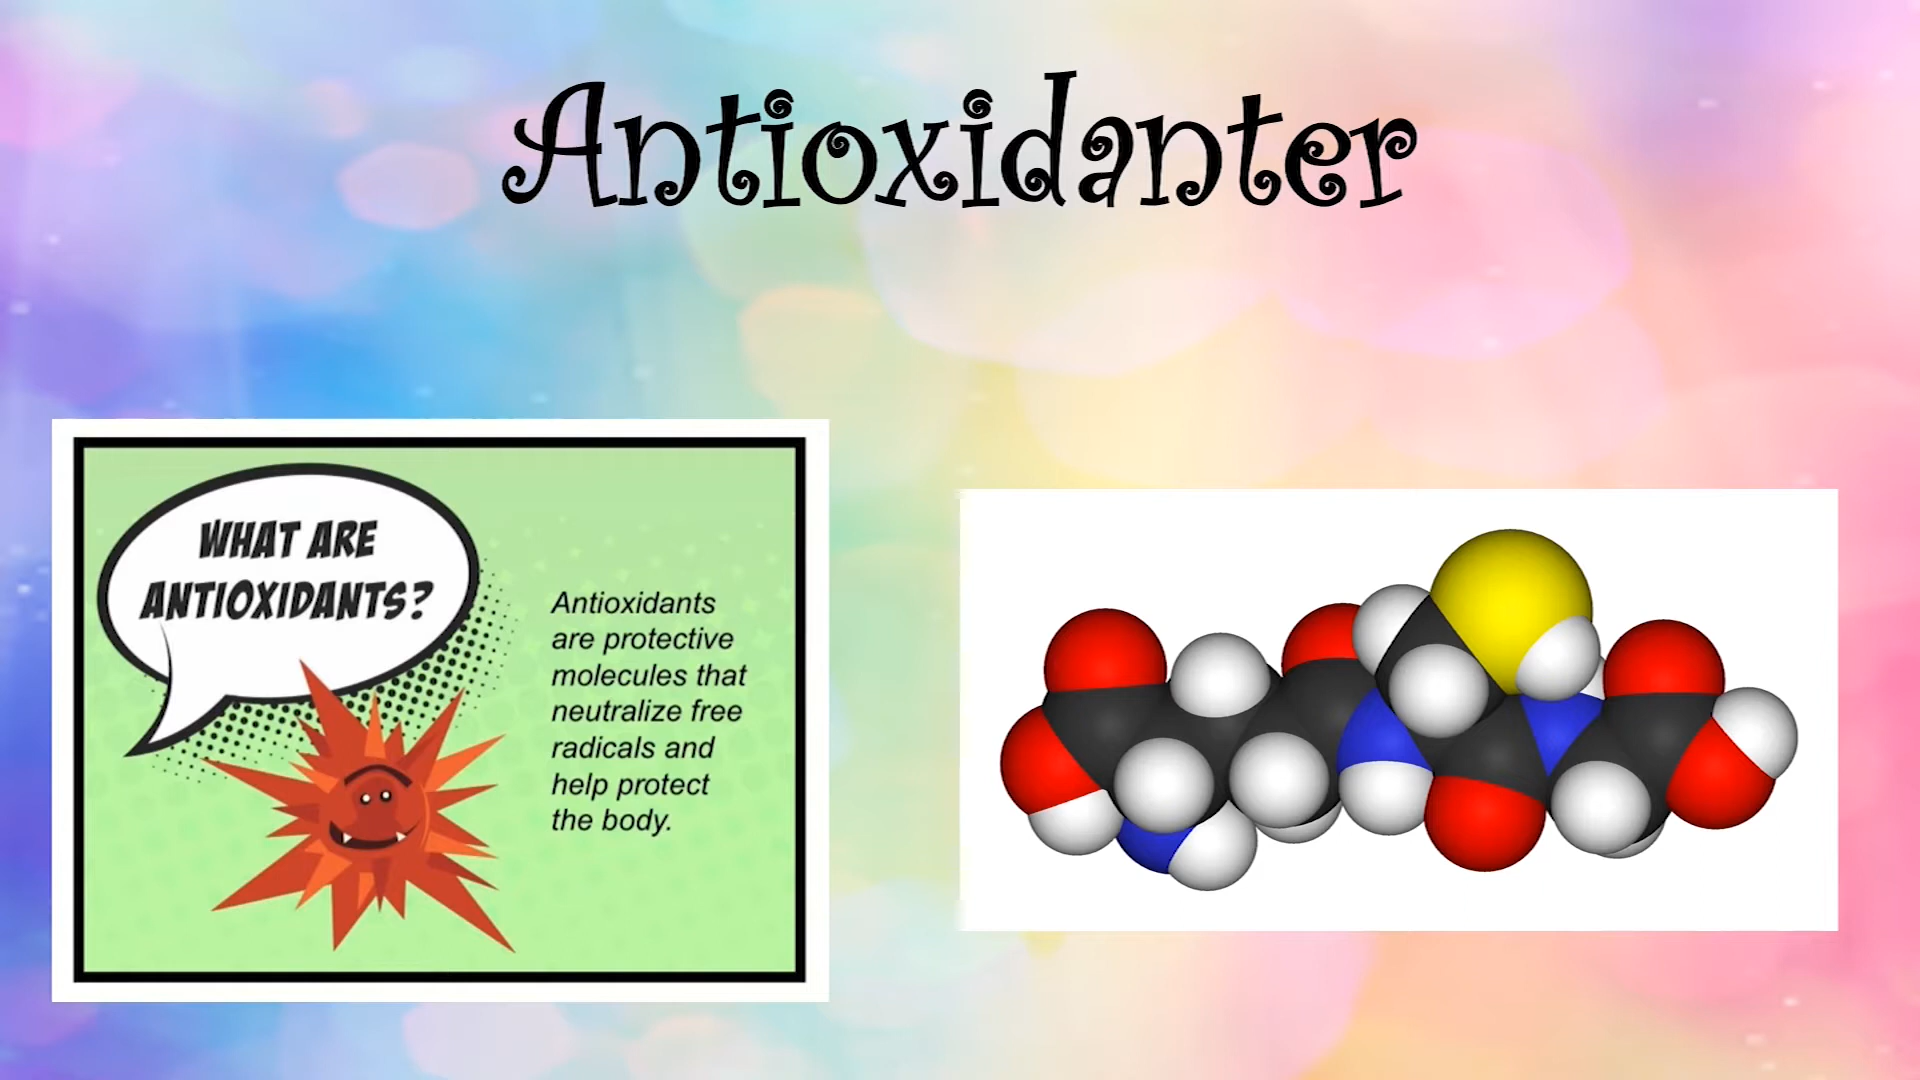 Antioxidanter
WHAT ARE
ANTIOXIDANTS?
Antioxidants
are protective
molecules that
neutralize free
radicals and
help protect
the body.